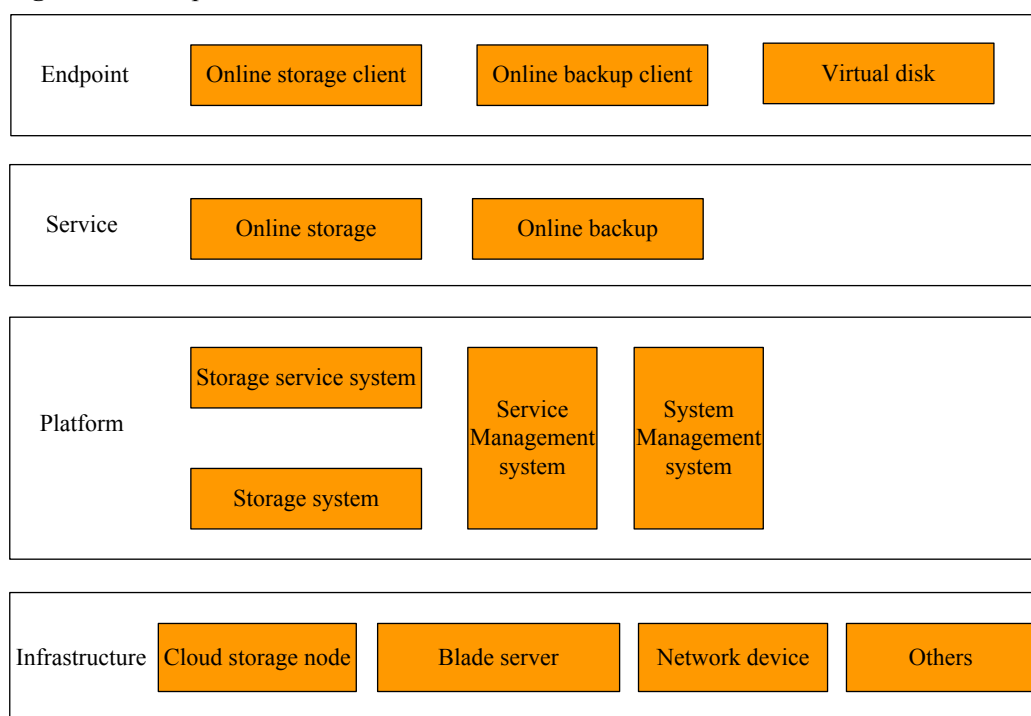 Endpoint
Online storage client
Online backup client
Virtual disk
Service
Online storage
Online backup
Platform
Storage service system
Storage system
Service
Management
system
System
Management
system
Infrastructure
Cloud storage node
Blade server
Network device
Others